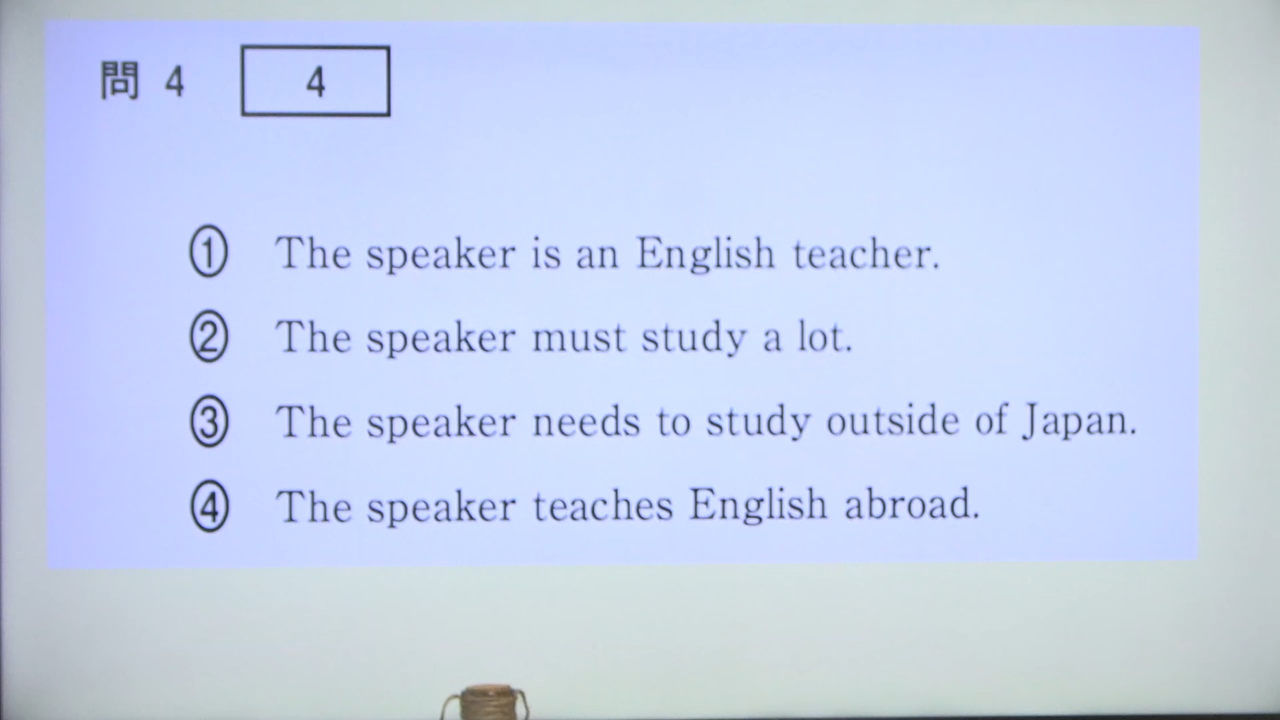 問 4 4
① The speaker is an English teacher.
② The speaker must study a lot.
③ The speaker needs to study outside of Japan.
④ The speaker teaches English abroad.